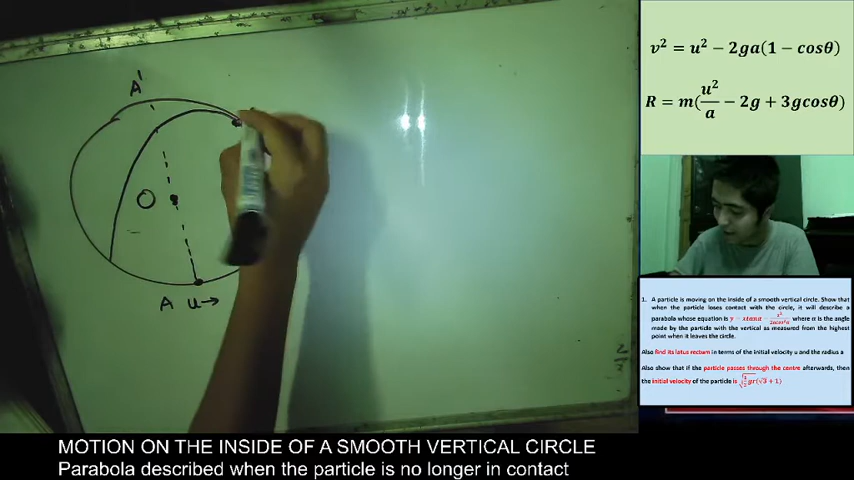 A'
O
A u→
v² = u² − 2ga(1 − cosθ)
R = m(u²/a − 2g + 3gcosθ)
1. A particle is moving on the inside of a smooth vertical circle. Show that
when the particle loses contact with the circle, it will describe a
parabola whose equation is y = xtanα − x²/2acos³α where α is the angle
made by the particle with the vertical as measured from the highest
point when it leaves the circle.
Also find its latus rectum in terms of the initial velocity u and the radius a
Also show that if the particle passes through the centre afterwards, then
the initial velocity of the particle is
(√3 + 1)
MOTION ON THE INSIDE OF A SMOOTH VERTICAL CIRCLE
Parabola described when the particle is no longer in contact